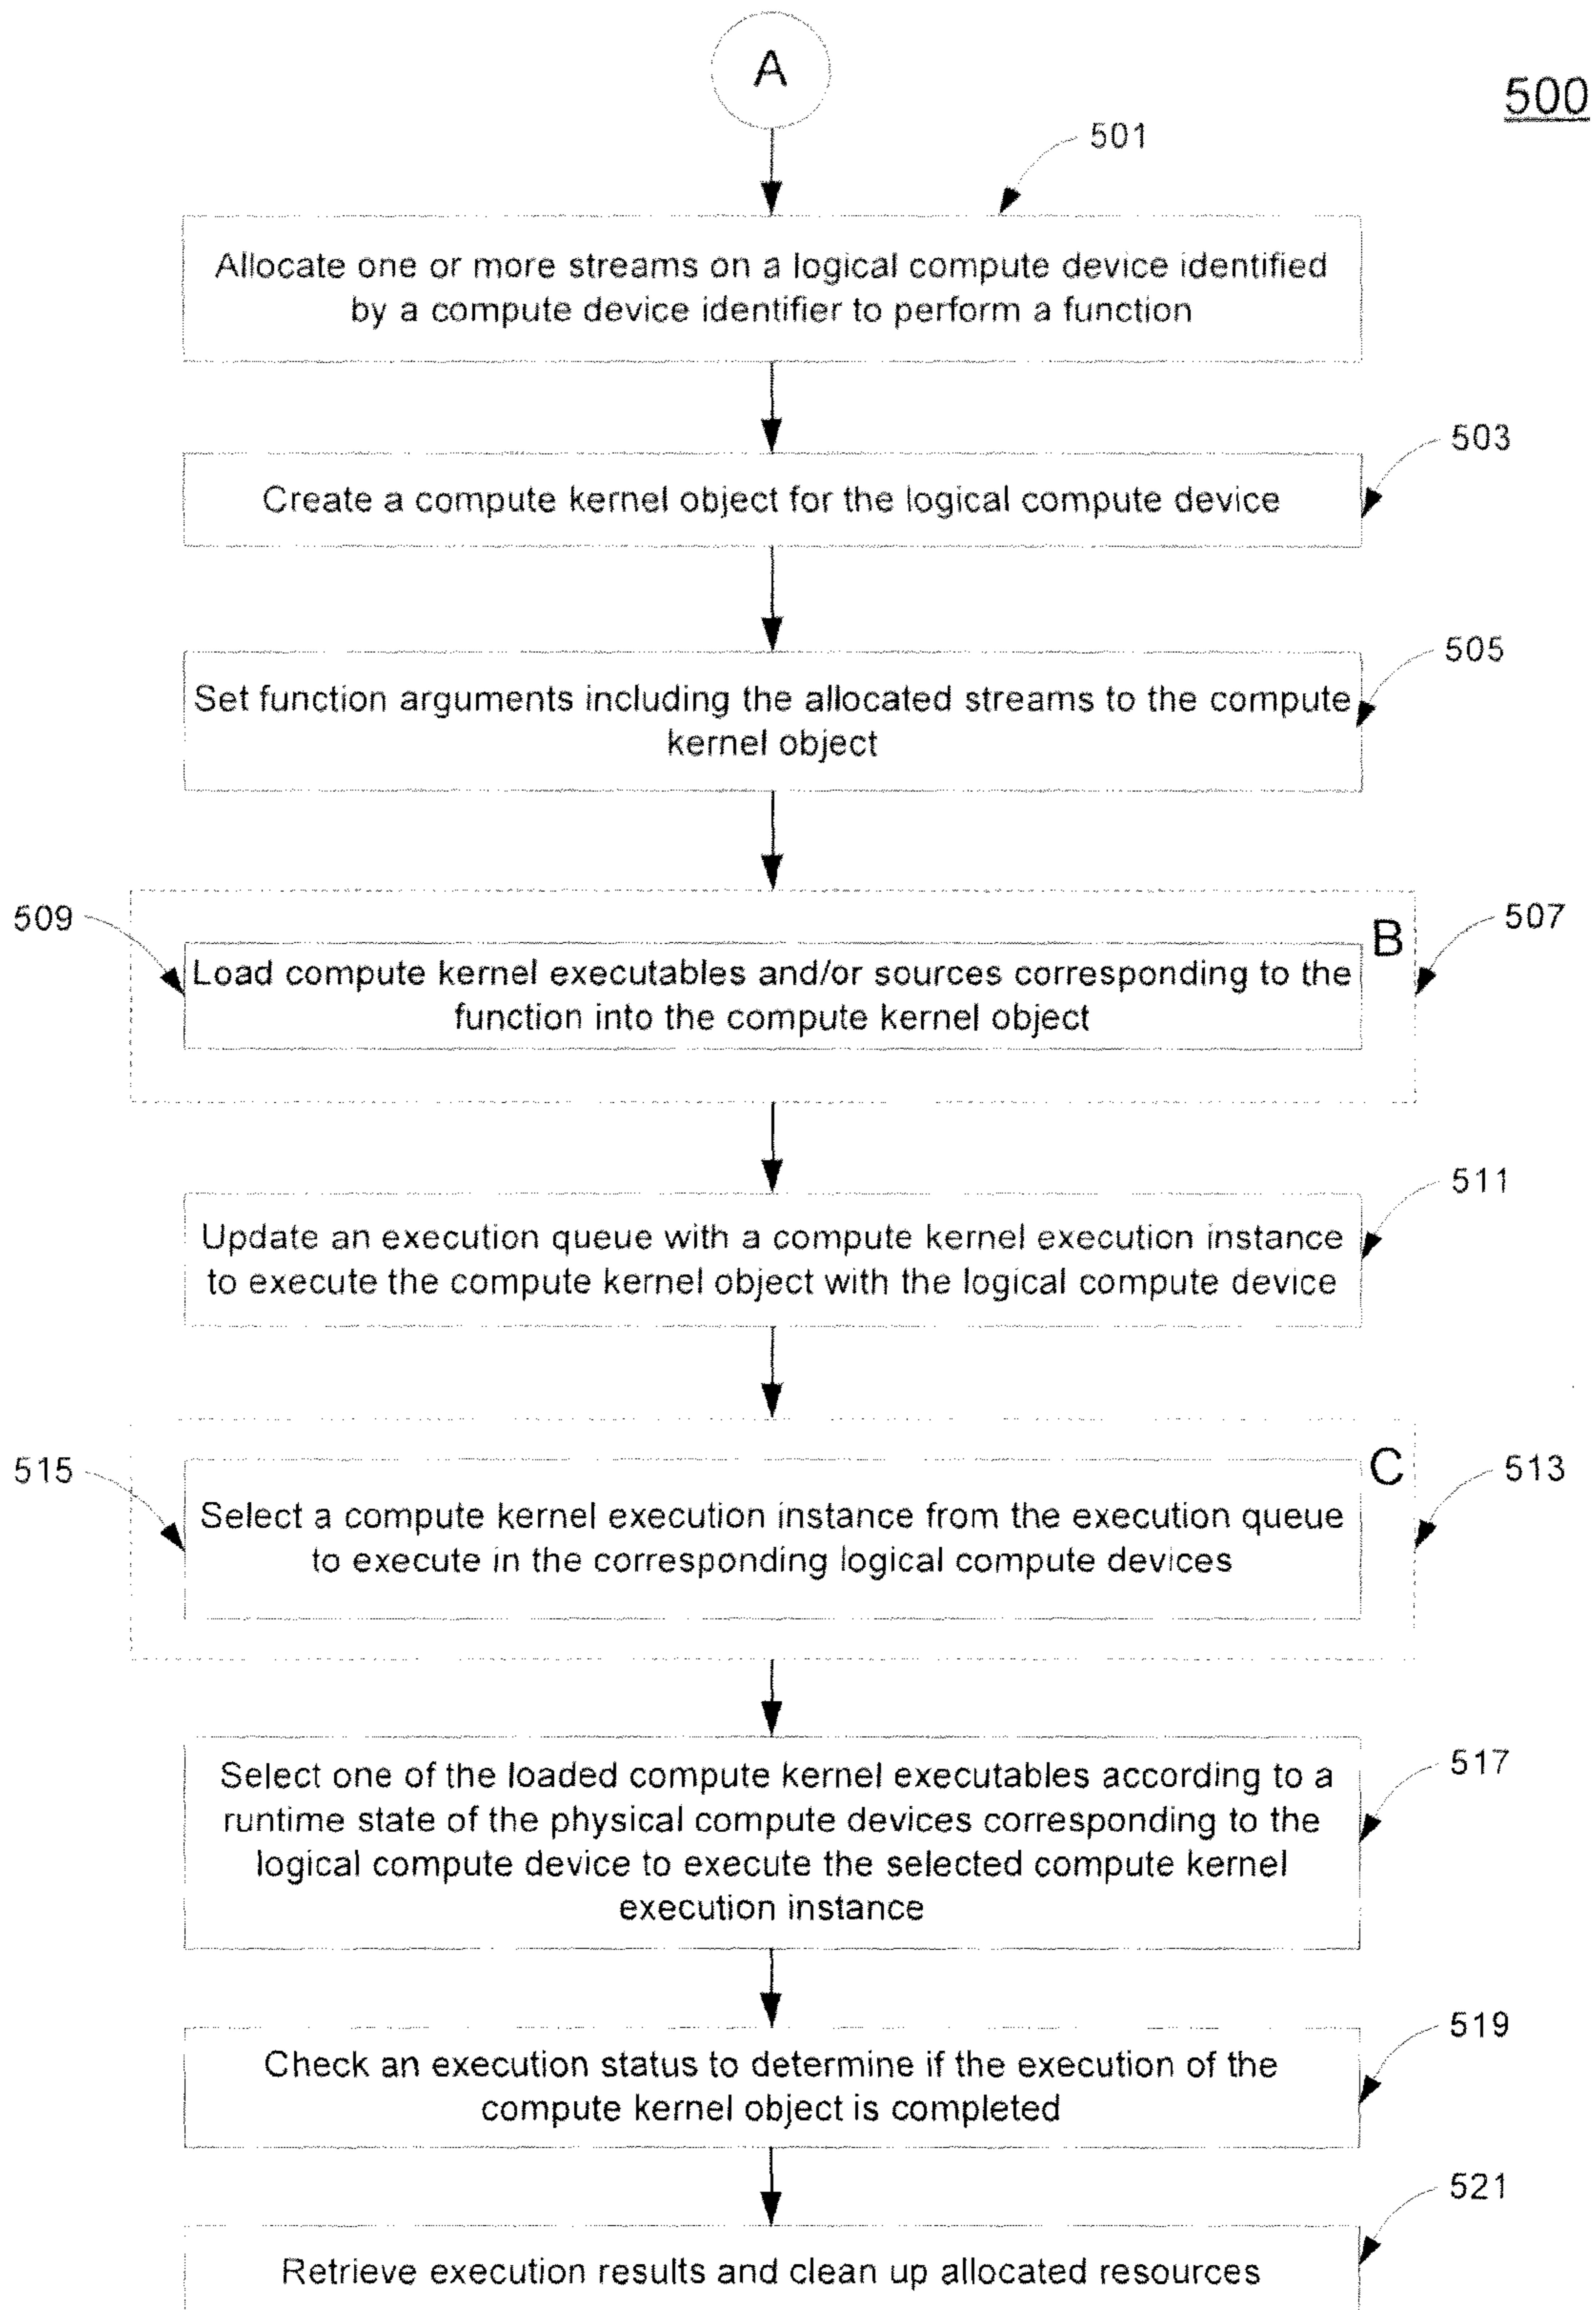 A
500
501
Allocate one or more streams on a logical compute device identified
by a compute device identifier to perform a function
503
Create a compute kernel object for the logical compute device
505
Set function arguments including the allocated streams to the compute
kernel object
509
B
507
Load compute kernel executables and/or sources corresponding to the
function into the compute kernel object
511
Update an execution queue with a compute kernel execution instance
to execute the compute kernel object with the logical compute device
515
C
513
Select a compute kernel execution instance from the execution queue
to execute in the corresponding logical compute devices
517
Select one of the loaded compute kernel executables according to a
runtime state of the physical compute devices corresponding to the
logical compute device to execute the selected compute kernel
execution instance
519
Check an execution status to determine if the execution of the
compute kernel object is completed
521
Retrieve execution results and clean up allocated resources